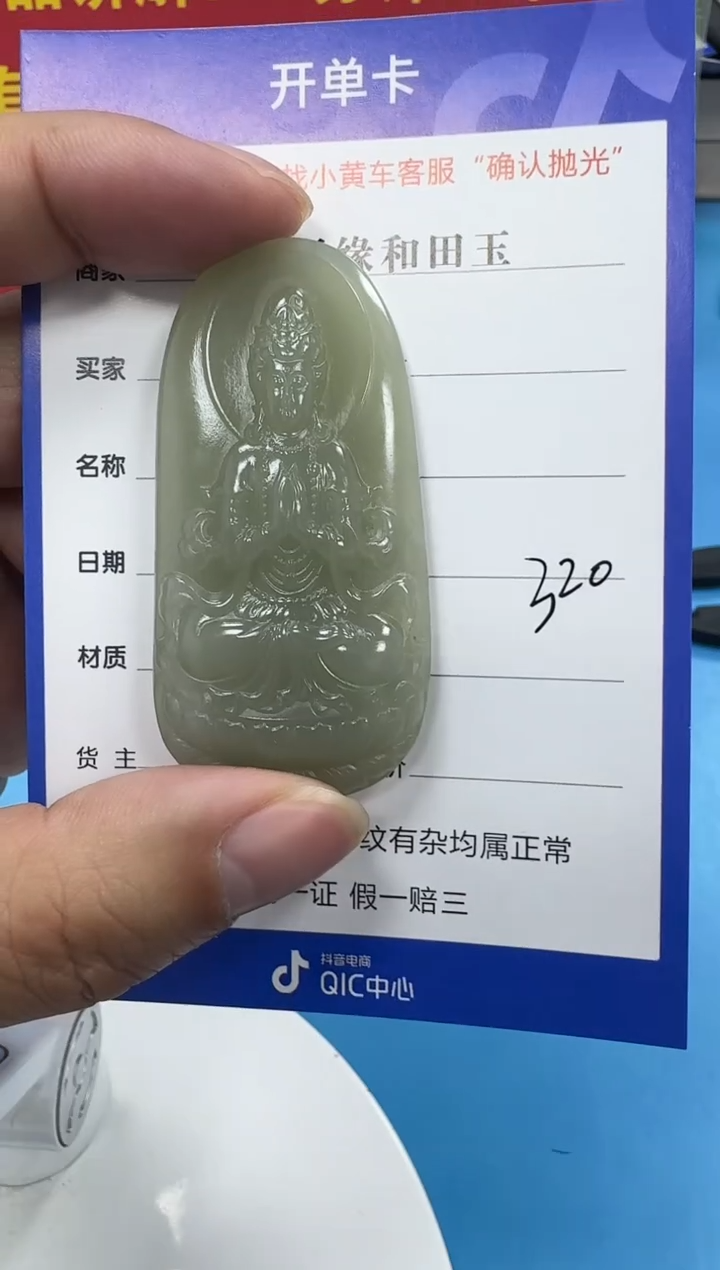 开单卡
找小黄车客服“确认抛光”
商家 缘和田玉
买家
名称
日期
320
材质
货主 价
纹有杂均属正常
一证 假一赔三
抖音电商
QIC中心